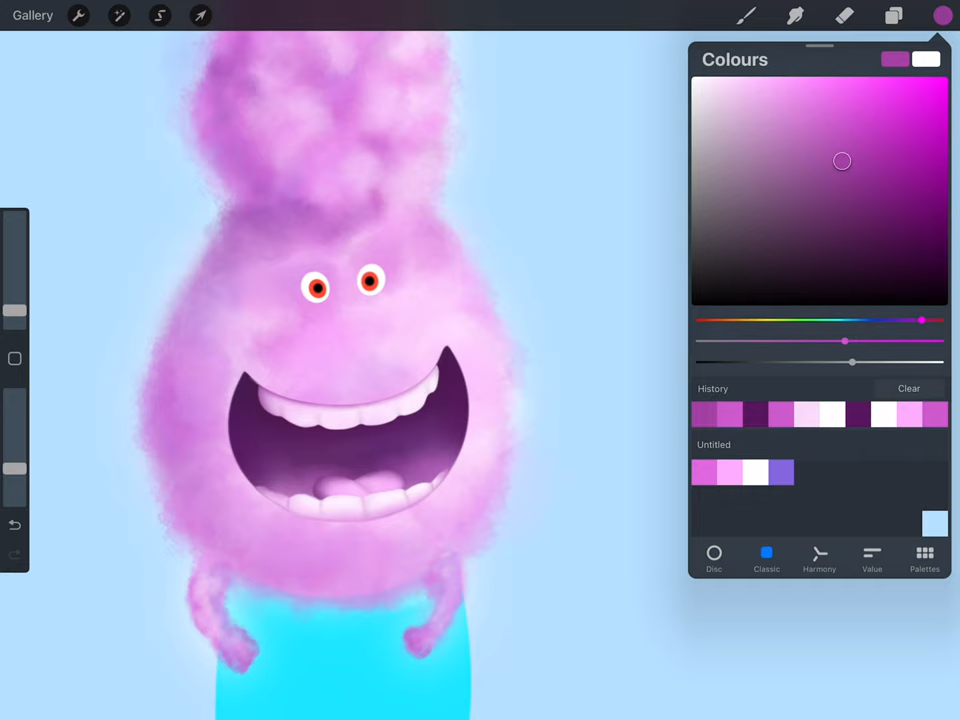 Gallery
Colours
History
Clear
Untitled
Disc
Classic
Harmony
Value
Palettes